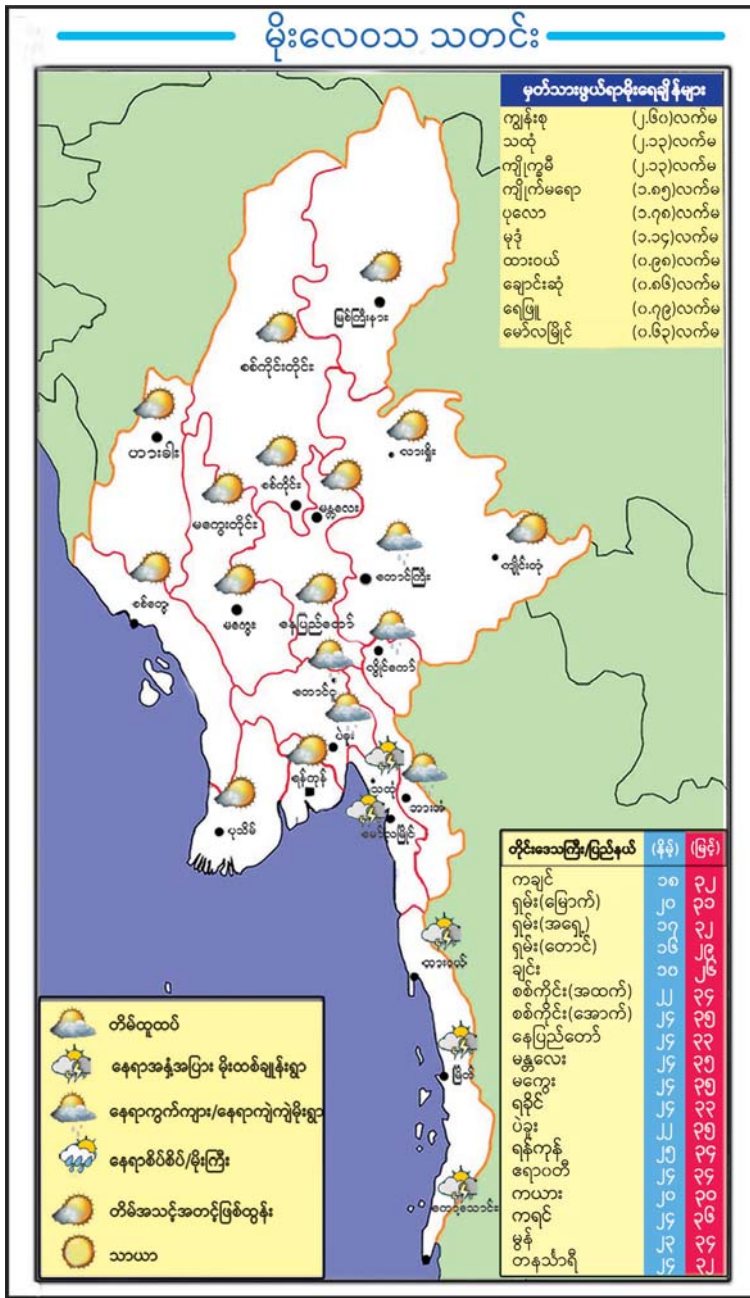 မိုးလေဝသ သတင်း
မှတ်သားဖွယ်ရာမိုးရေချိန်များ
ကျွန်းစု (၂.၆၀)လက်မ
သထုံ (၂.၁၃)လက်မ
ကျိုက္ခမီ (၂.၁၃)လက်မ
ကျိုက်မရော (၁.၈၅)လက်မ
ပုလော (၁.၇၈)လက်မ
မုဒုံ (၁.၁၄)လက်မ
ထားဝယ် (၀.၉၈)လက်မ
ချောင်းဆုံ (၀.၈၆)လက်မ
ရေဖြူ (၀.၇၉)လက်မ
မော်လမြိုင် (၀.၆၃)လက်မ
မြစ်ကြီးနား
စစ်ကိုင်းတိုင်း
ဟားခါး
လားရှိုး
စစ်ကိုင်း
မန္တလေး
မကွေးတိုင်း
ကျိုင်းတုံ
တောင်ကြီး
စစ်တွေ
မကွေး
နေပြည်တော်
လွိုင်ကော်
တောင်ငူ
ပဲခူး
ရန်ကုန်
သထုံ
ဘားအံ
ပုသိမ်
မော်လမြိုင်
ထားဝယ်
မြိတ်
ကော့သောင်း
တိုင်းဒေသကြီး/ပြည်နယ် (နိမ့်) (မြင့်)
ကချင် ၁၈ ၃၂
ရှမ်း(မြောက်) ၂၀ ၃၁
ရှမ်း(အရှေ့) ၁၇ ၃၂
ရှမ်း(တောင်) ၁၆ ၂၉
ချင်း ၁၀ ၂၆
စစ်ကိုင်း(အထက်) ၂၂ ၃၄
စစ်ကိုင်း(အောက်) ၂၄ ၃၅
နေပြည်တော် ၂၄ ၃၃
မန္တလေး ၂၄ ၃၅
မကွေး ၂၄ ၃၅
ရခိုင် ၂၄ ၃၃
ပဲခူး ၂၂ ၃၅
ရန်ကုန် ၂၅ ၃၄
ဧရာဝတီ ၂၄ ၃၄
ကယား ၂၀ ၃၀
ကရင် ၂၄ ၃၆
မွန် ၂၃ ၃၄
တနင်္သာရီ ၂၄ ၃၂
တိမ်ထူထပ်
နေရာအနှံ့အပြား မိုးထစ်ချုန်းရွာ
နေရာကွက်ကျား/နေရာကျဲကျဲမိုးရွာ
နေရာစိပ်စိပ်/မိုးကြီး
တိမ်အသင့်အတင့်ဖြစ်ထွန်း
သာယာ